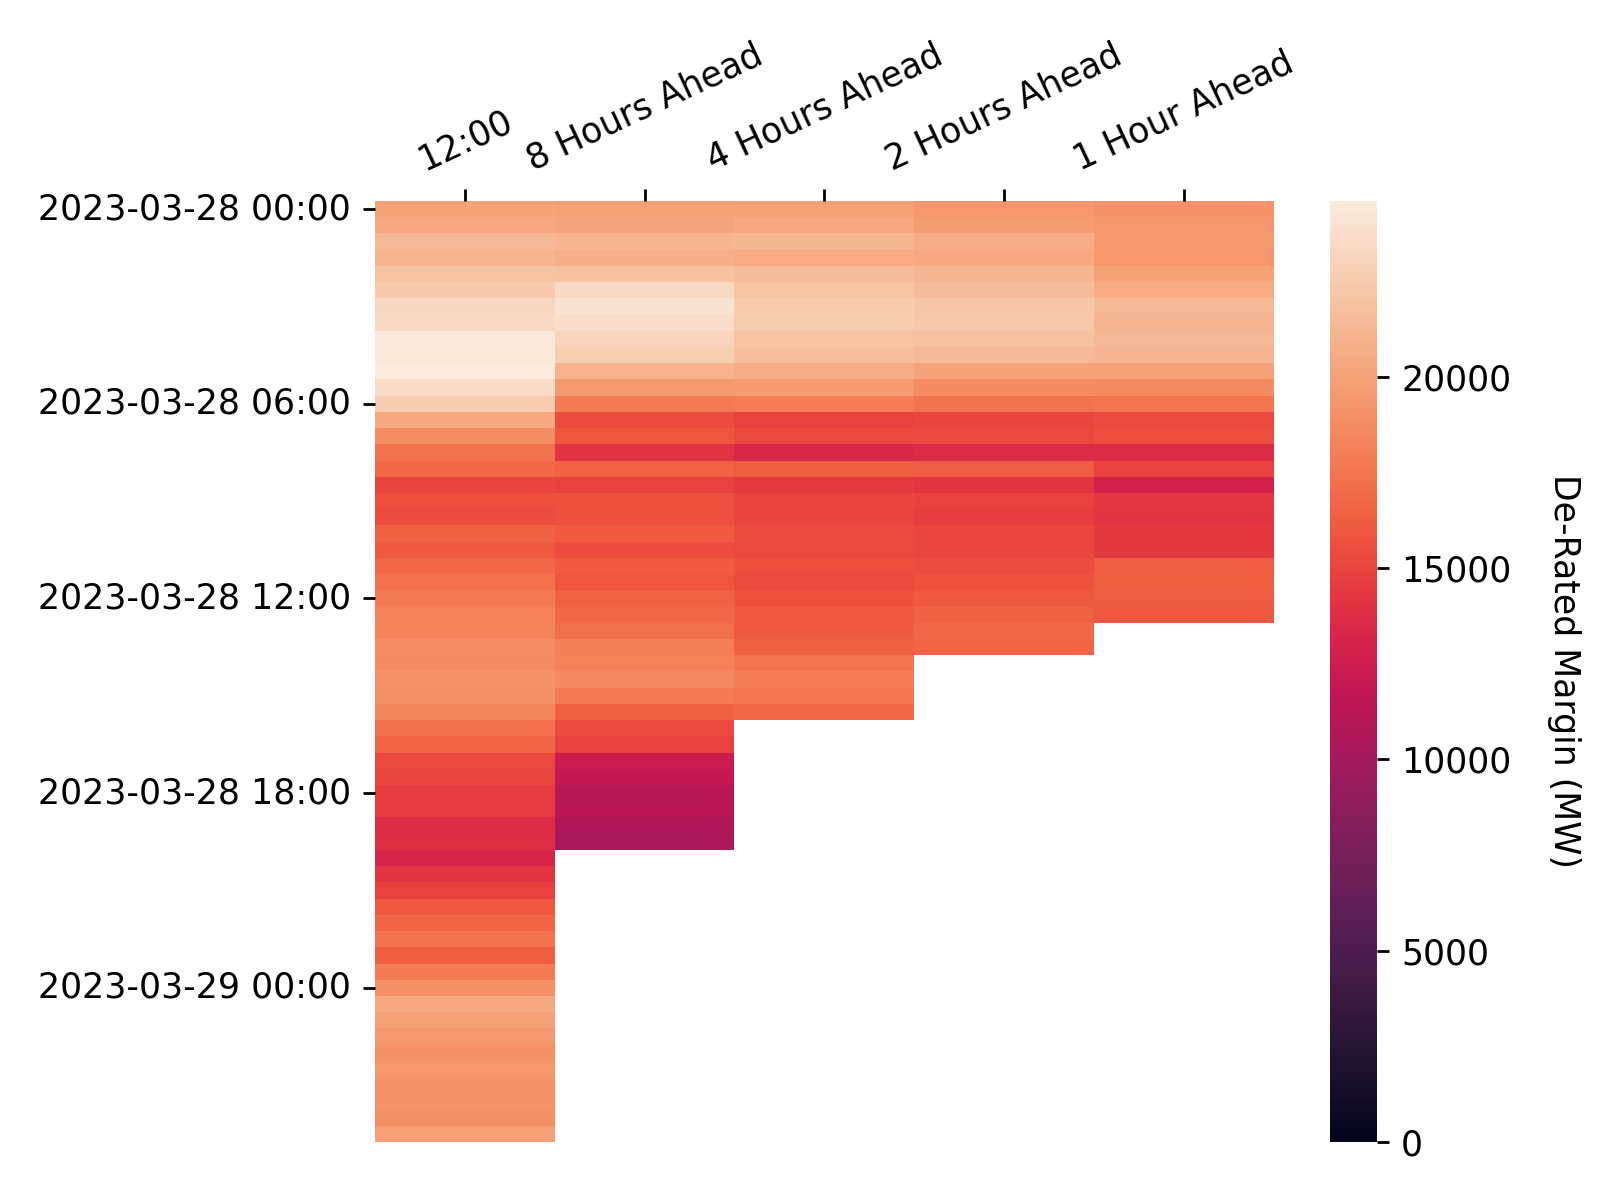 12:00
8 Hours Ahead
4 Hours Ahead
2 Hours Ahead
1 Hour Ahead
2023-03-28 00:00
2023-03-28 06:00
2023-03-28 12:00
2023-03-28 18:00
2023-03-29 00:00
20000
15000
10000
5000
0
De-Rated Margin (MW)